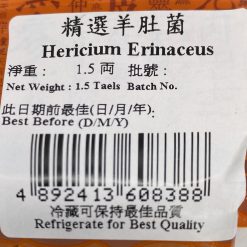 精選羊肚菌
Hericium Erinaceus
淨重： 1.5 両 批號：
Net Weight : 1.5 Taels Batch No.
此日期前最佳(日/月/年):
Best Before (D/M/Y)
4 892413 608388
冷藏可保持最佳品質
Refrigerate for Best Quality